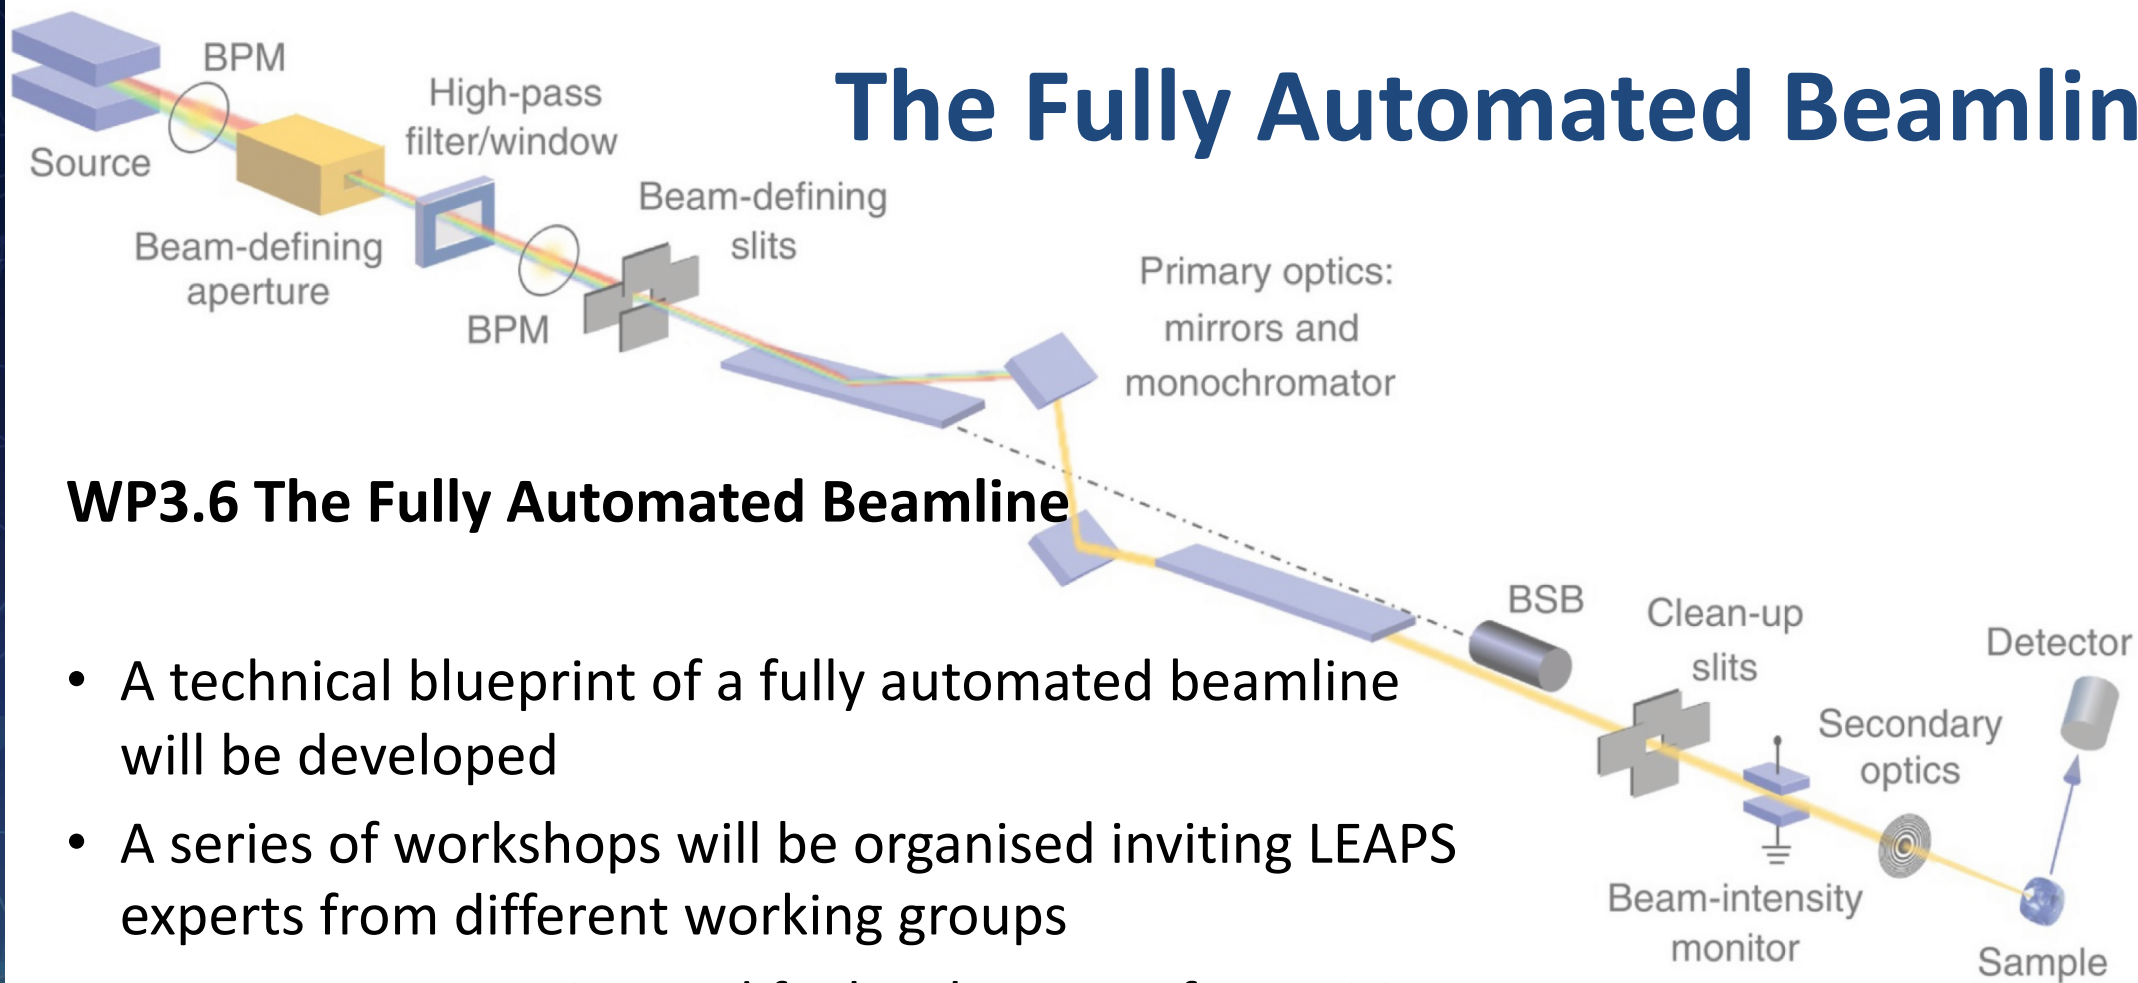 The Fully Automated Beamlin
BPM
High-pass
filter/window
Source
Beam-defining
slits
Beam-defining
aperture
BPM
Primary optics:
mirrors and
monochromator
WP3.6 The Fully Automated Beamline
BSB
Clean-up
slits
Detector
• A technical blueprint of a fully automated beamline
will be developed
Secondary
optics
• A series of workshops will be organised inviting LEAPS
experts from different working groups
Beam-intensity
monitor
Sample